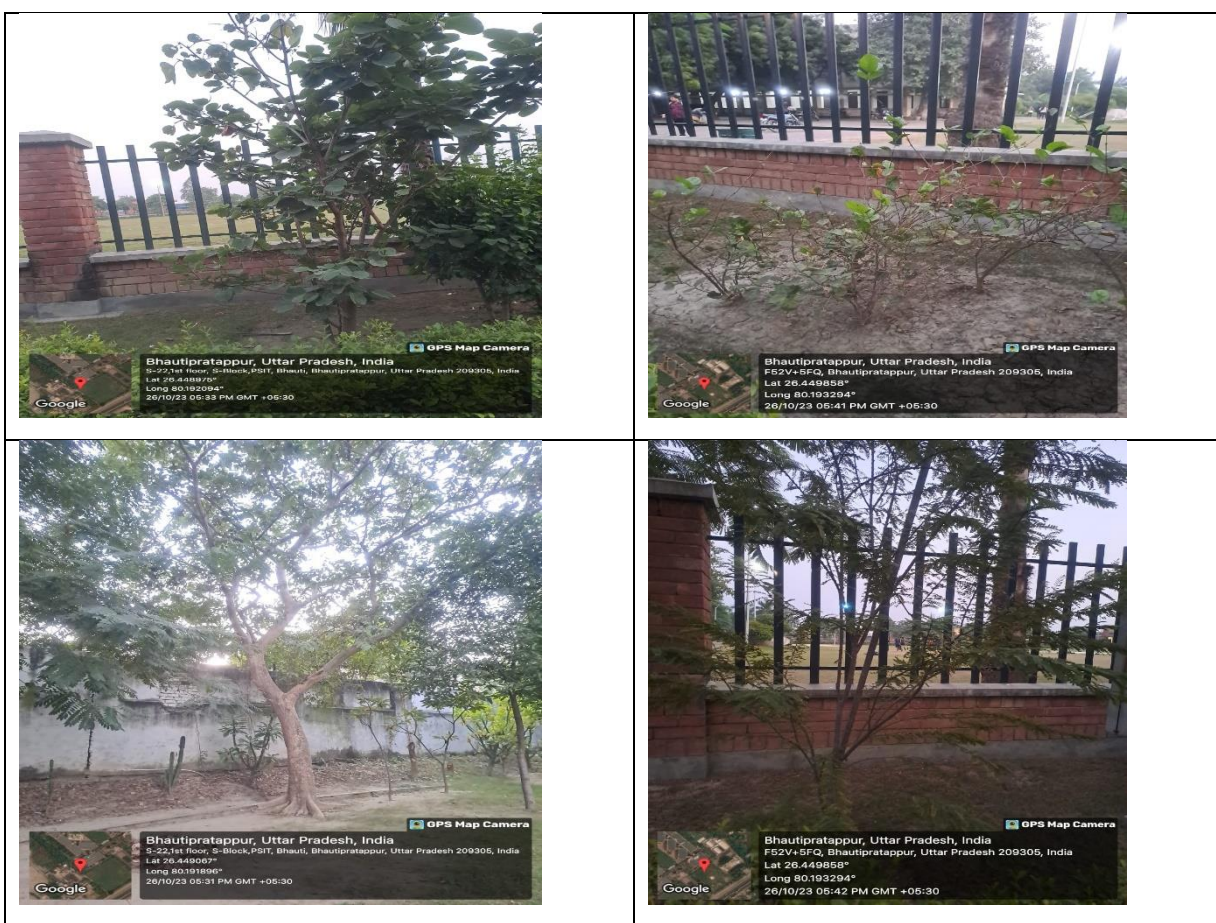 GPS Map Camera
Bhautipratappur, Uttar Pradesh, India
S-22,1st floor, S-Block,PSIT, Bhauti, Bhautipratappur, Uttar Pradesh 209305, India
Lat 26.448975°
Long 80.192094°
26/10/23 05:33 PM GMT +05:30
Google
GPS Map Camera
Bhautipratappur, Uttar Pradesh, India
F52V+5FQ, Bhautipratappur, Uttar Pradesh 209305, India
Lat 26.449858°
Long 80.193294°
26/10/23 05:41 PM GMT +05:30
Google
GPS Map Camera
Bhautipratappur, Uttar Pradesh, India
S-22,1st floor, S-Block,PSIT, Bhauti, Bhautipratappur, Uttar Pradesh 209305, India
Lat 26.449067°
Long 80.191896°
26/10/23 05:31 PM GMT +05:30
Google
GPS Map Camera
Bhautipratappur, Uttar Pradesh, India
F52V+5FQ, Bhautipratappur, Uttar Pradesh 209305, India
Lat 26.449858°
Long 80.193294°
26/10/23 05:42 PM GMT +05:30
Google